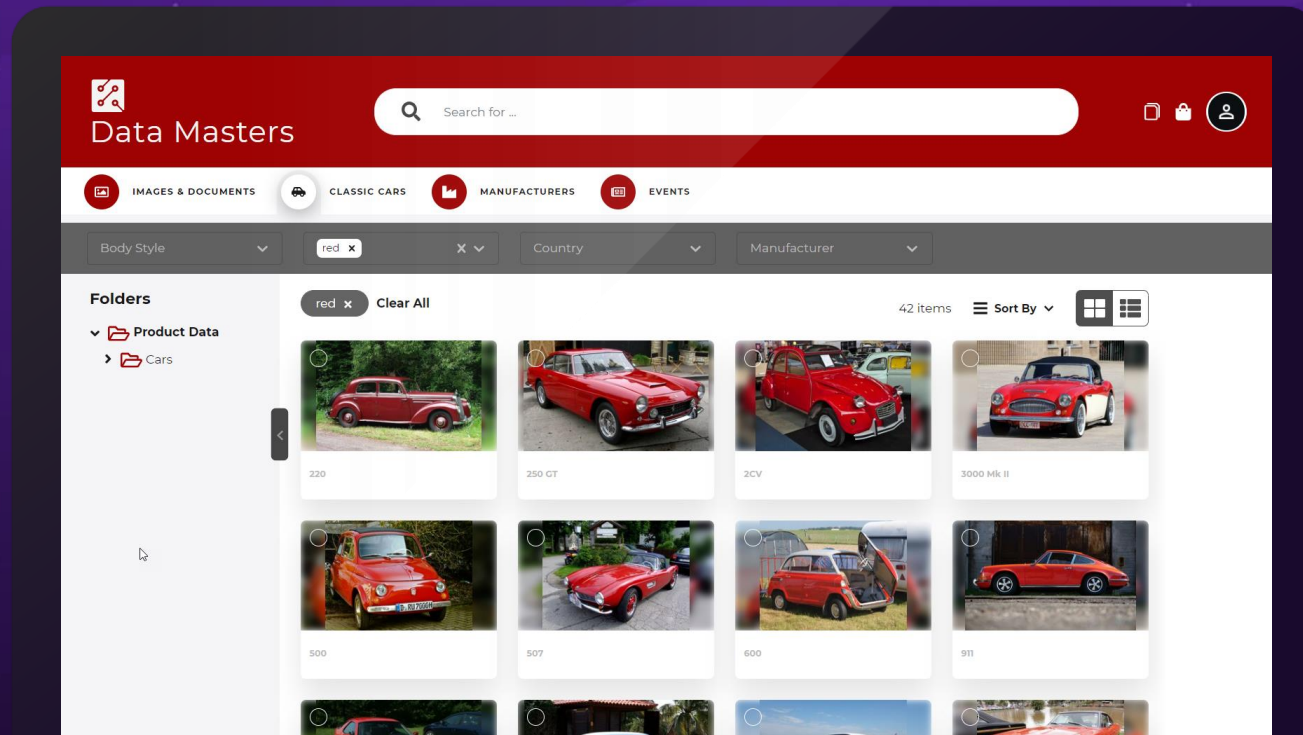 Data Masters
Search for ...
IMAGES & DOCUMENTS
CLASSIC CARS
MANUFACTURERS
EVENTS
Body Style
red
Country
Manufacturer
Folders
Product Data
Cars
red
Clear All
42 items
Sort By
220
250 GT
2CV
3000 Mk II
500
507
600
911